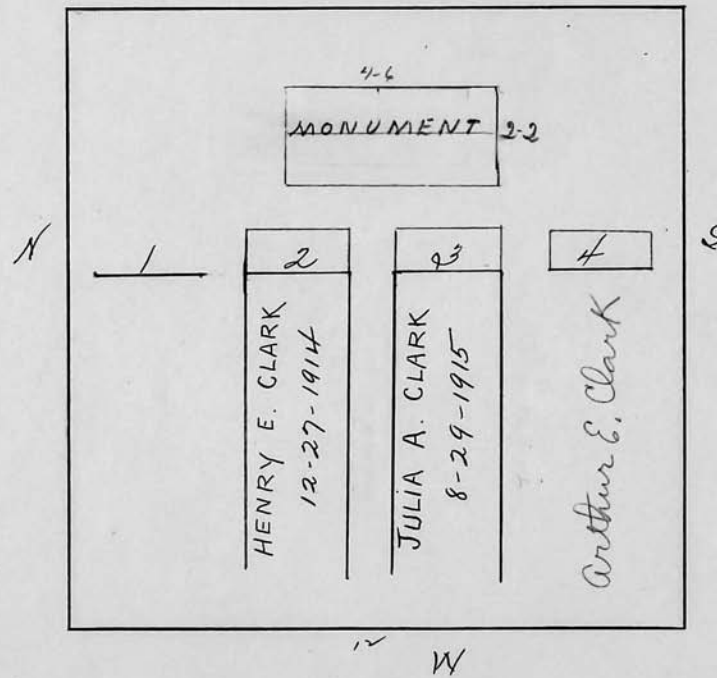 4-6
MONUMENT 2-2
N
S
1
2
3
4
HENRY E. CLARK
12-27-1914
JULIA A. CLARK
8-29-1915
Arthur E. Clark
12
W